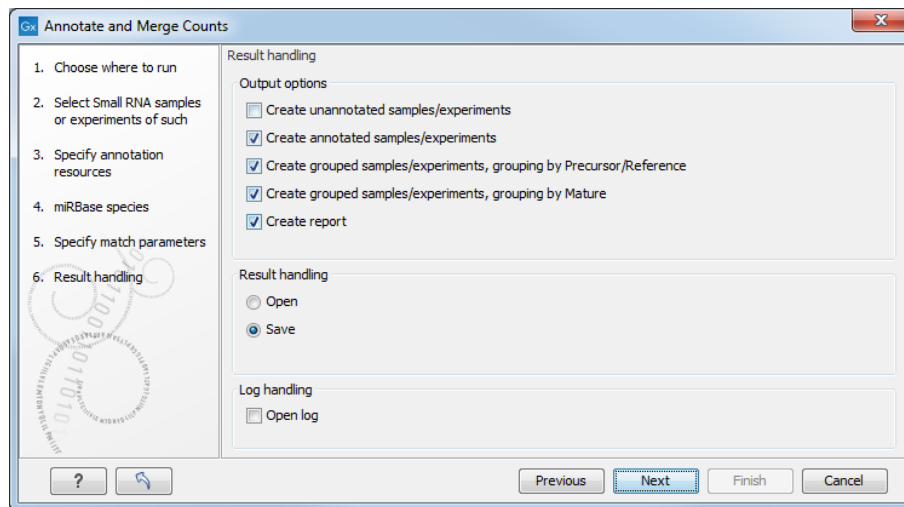 Gx Annotate and Merge Counts
1. Choose where to run
2. Select Small RNA samples
or experiments of such
3. Specify annotation
resources
4. miRBase species
5. Specify match parameters
6. Result handling
Result handling
Output options
Create unannotated samples/experiments
Create annotated samples/experiments
Create grouped samples/experiments, grouping by Precursor/Reference
Create grouped samples/experiments, grouping by Mature
Create report
Result handling
Open
Save
Log handling
Open log
?
Previous
Next
Finish
Cancel